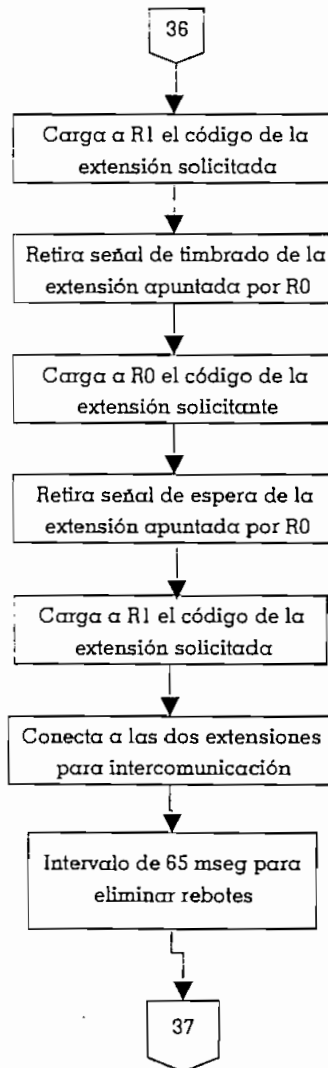 36
Carga a R1 el código de la
extensión solicitada
Retira señal de timbrado de la
extensión apuntada por R0
Carga a R0 el código de la
extensión solicitante
Retira señal de espera de la
extensión apuntada por R0
Carga a R1 el código de la
extensión solicitada
Conecta a las dos extensiones
para intercomunicación
Intervalo de 65 mseg para
eliminar rebotes
37